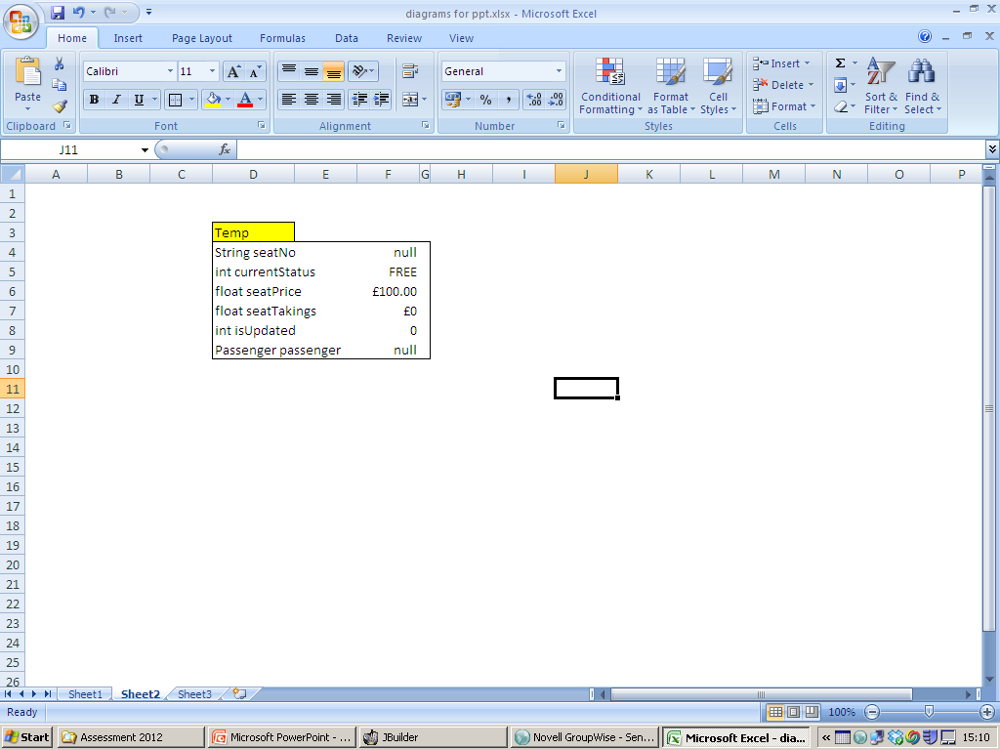 diagrams for ppt.xlsx - Microsoft Excel
Home Insert Page Layout Formulas Data Review View
Calibri 11 General
Paste
B I U
Conditional Formatting
Format as Table
Cell Styles
Insert
Delete
Format
Σ
Sort & Filter
Find & Select
Clipboard Font Alignment Number Styles Cells Editing
J11 fx
A B C D E F G H I J K L M N O P
1
2
3 Temp
4 String seatNo null
5 int currentStatus FREE
6 float seatPrice £100.00
7 float seatTakings £0
8 int isUpdated 0
9 Passenger passenger null
10
11
12
13
14
15
16
17
18
19
20
21
22
23
24
25
26
Sheet1 Sheet2 Sheet3
Ready 100%
Start Assessment 2012 Microsoft PowerPoint - ... JBuilder Novell GroupWise - Sen... Microsoft Excel - dia... 15:10